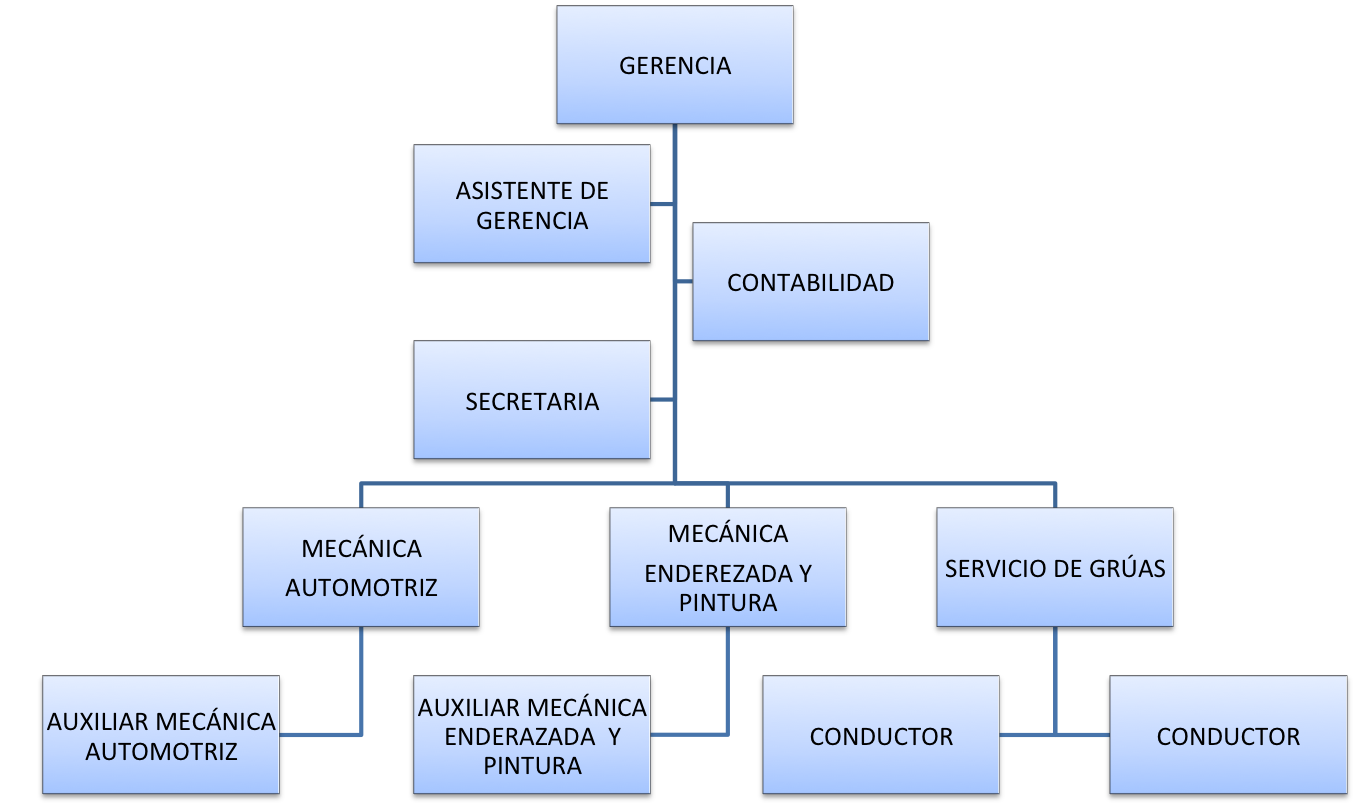 GERENCIA
ASISTENTE DE
GERENCIA
CONTABILIDAD
SECRETARIA
MECÁNICA
AUTOMOTRIZ
MECÁNICA
ENDEREZADA Y
PINTURA
SERVICIO DE GRÚAS
AUXILIAR MECÁNICA
AUTOMOTRIZ
AUXILIAR MECÁNICA
ENDERAZADA Y
PINTURA
CONDUCTOR
CONDUCTOR